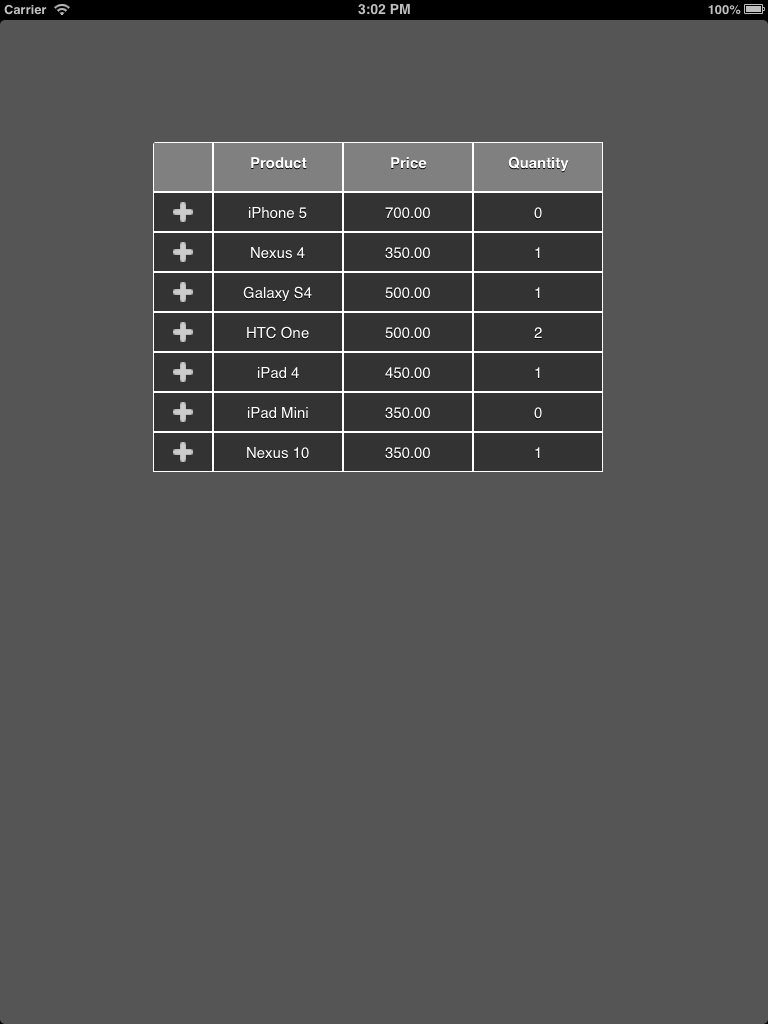 Carrier 3:02 PM 100%
Product Price Quantity
iPhone 5 700.00 0
Nexus 4 350.00 1
Galaxy S4 500.00 1
HTC One 500.00 2
iPad 4 450.00 1
iPad Mini 350.00 0
Nexus 10 350.00 1